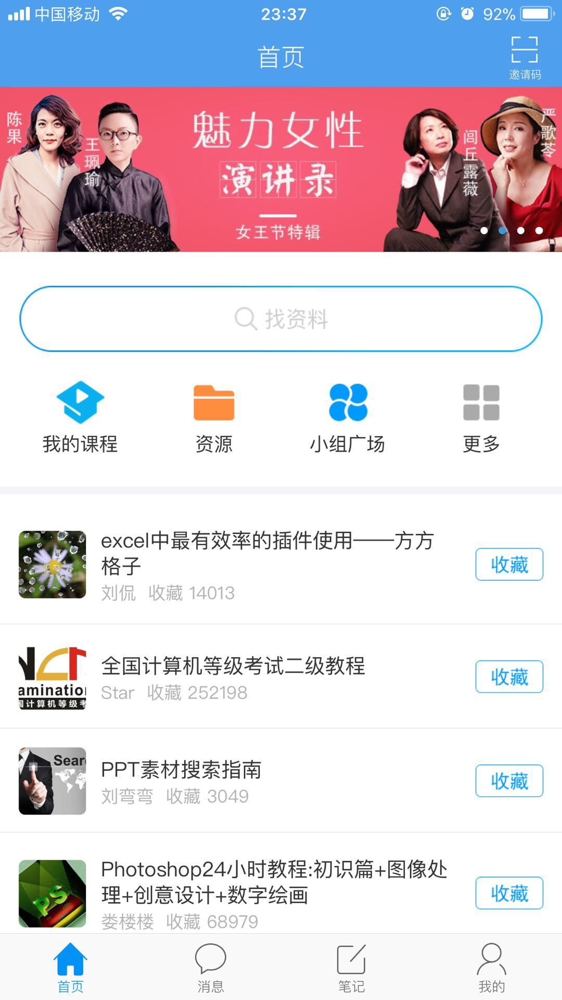 中国移动
23:37
92%
首页
邀请码
陈果
王珮瑜
魅力女性
演讲录
女王节特辑
闾丘露薇
严歌苓
找资料
我的课程
资源
小组广场
更多
excel中最有效率的插件使用——方方
格子
刘侃 收藏 14013
收藏
全国计算机等级考试二级教程
Star 收藏 252198
收藏
amination
国计算机等级考
PPT素材搜索指南
刘弯弯 收藏 3049
收藏
Sear
Photoshop24小时教程:初识篇+图像处
理+创意设计+数字绘画
娄楼楼 收藏 68979
收藏
PS
首页
消息
笔记
我的